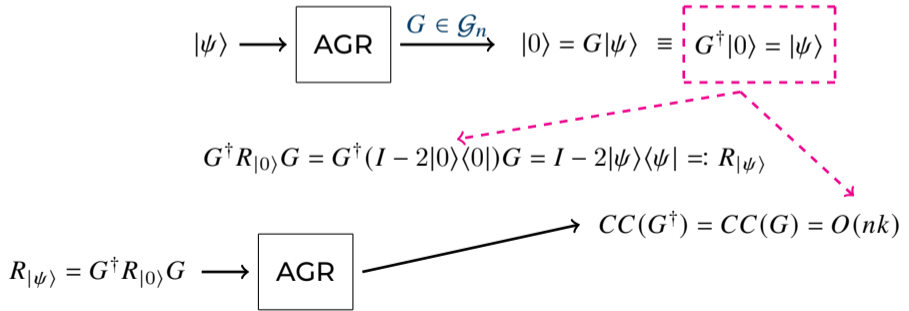 |ψ⟩ AGR G ∈ 𝒢ₙ |0⟩ = G|ψ⟩ ≡ G†|0⟩ = |ψ⟩
G†R|0⟩G = G†(I − 2|0⟩⟨0|)G = I − 2|ψ⟩⟨ψ| =: R|ψ⟩
CC(G†) = CC(G) = O(nk)
R|ψ⟩ = G†R|0⟩G AGR